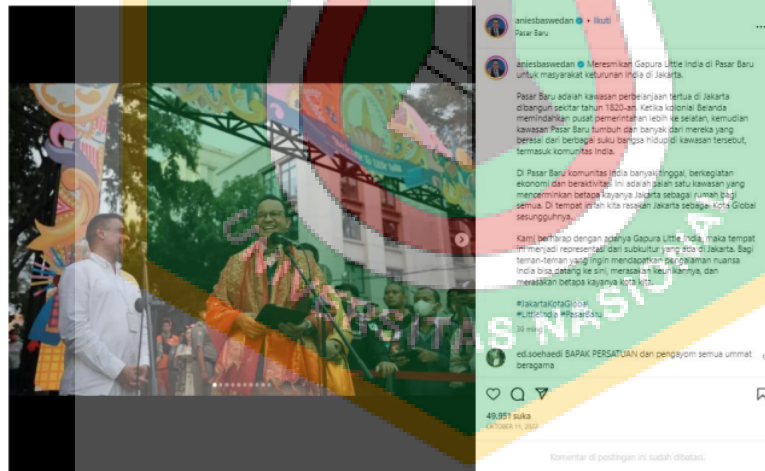 aniesbaswedan • Ikuti
Pasar Baru
aniesbaswedan Meresmikan Gapura Little India di Pasar Baru
untuk masyarakat keturunan India di Jakarta.
Pasar Baru adalah kawasan perbelanjaan tertua di Jakarta
dibangun sekitar tahun 1820-an. Ketika kolonial Belanda
memindahkan pusat pemerintahan lebih ke selatan, kemudian
kawasan Pasar Baru tumbuh dan banyak dari mereka yang
berasal dari berbagai suku bangsa hidup di kawasan tersebut,
termasuk komunitas India.
Di Pasar Baru komunitas India banyak tinggal, berkegiatan
ekonomi dan beraktivitas. Ini adalah salah satu kawasan yang
mencerminkan betapa kayanya Jakarta sebagai rumah bagi
semua. Di tempat inilah kita rasakan Jakarta sebagai Kota Global
sesungguhnya.
Kami berharap dengan adanya Gapura Little India, maka tempat
ini menjadi representasi dari subkultur yang ada di Jakarta. Bagi
teman-teman yang ingin mendapatkan pengalaman nuansa
India bisa datang ke sini, merasakan keunikannya, dan
merasakan betapa kayanya kota kita.
#JakartaKotaGlobal
#LittleIndia #PasarBaru
39 ming
ed.soehaedi BAPAK PERSATUAN dan pengayom semua ummat
beragama
49.951 suka
OKTOBER 11, 2022
Komentar di postingan ini sudah dibatasi.
UNIVERSITAS NASIONAL